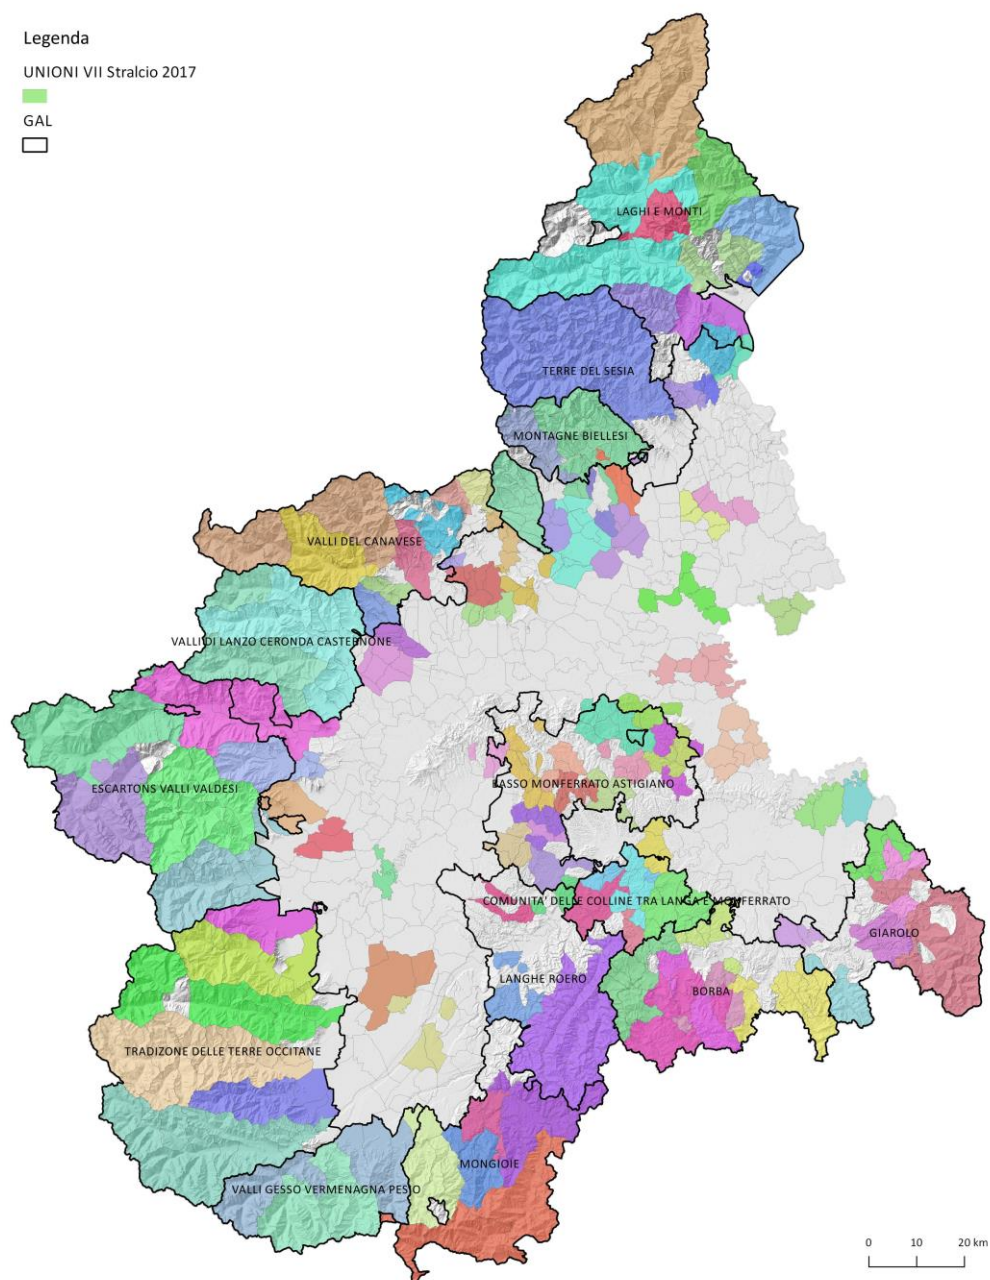 Legenda
UNIONI VII Stralcio 2017
GAL
LAGHI E MONTI
TERRE DEL SESIA
MONTAGNE BIELLESI
VALLI DEL CANAVESE
VALLI DI LANZO CERONDA CASTERNONE
ESCARTONS VALLI VALDESI
BASSO MONFERRATO ASTIGIANO
COMUNITA' DELLE COLLINE TRA LANGA E MONFERRATO
GIAROLO
LANGHE ROERO
BORBA
TRADIZONE DELLE TERRE OCCITANE
MONGIOIE
VALLI GESSO VERMENAGNA PESIO
0 10 20 km